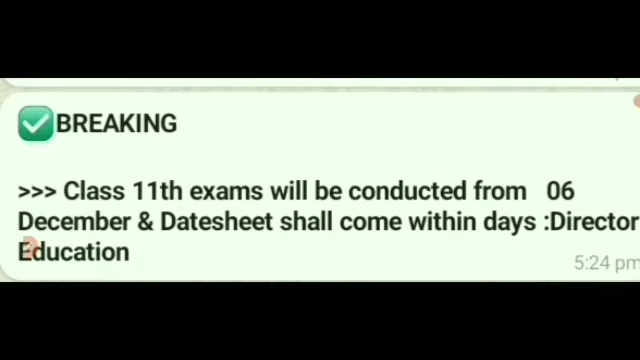 ✅BREAKING
>>> Class 11th exams will be conducted from 06
December & Datesheet shall come within days :Director
Education
5:24 pm